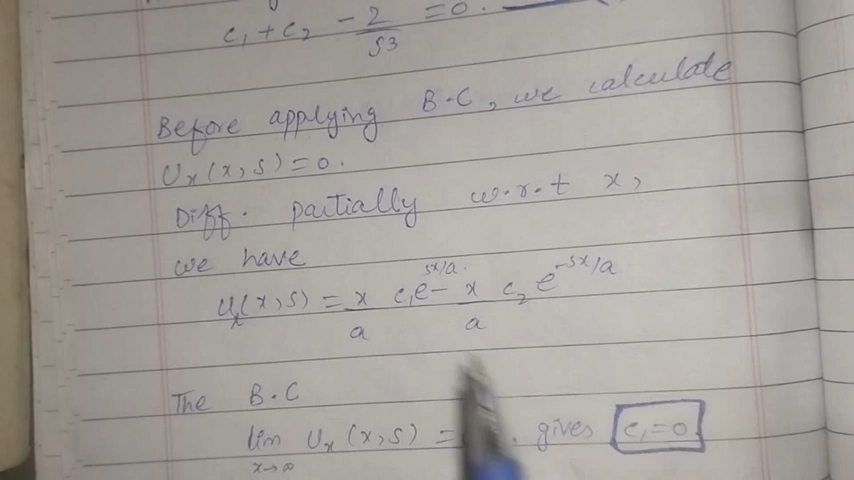 c₁ + c₂ - 2/s3 = 0.
Before applying B.C, we calculate
Ux(x,s) = 0.
Diff. partially w.r.t x,
we have
ux(x,s) = x/a c₁e^sx/a - x/a c₂ e^-sx/a
The B.C
lim x→∞ Ux(x,s) = , gives c₁=0